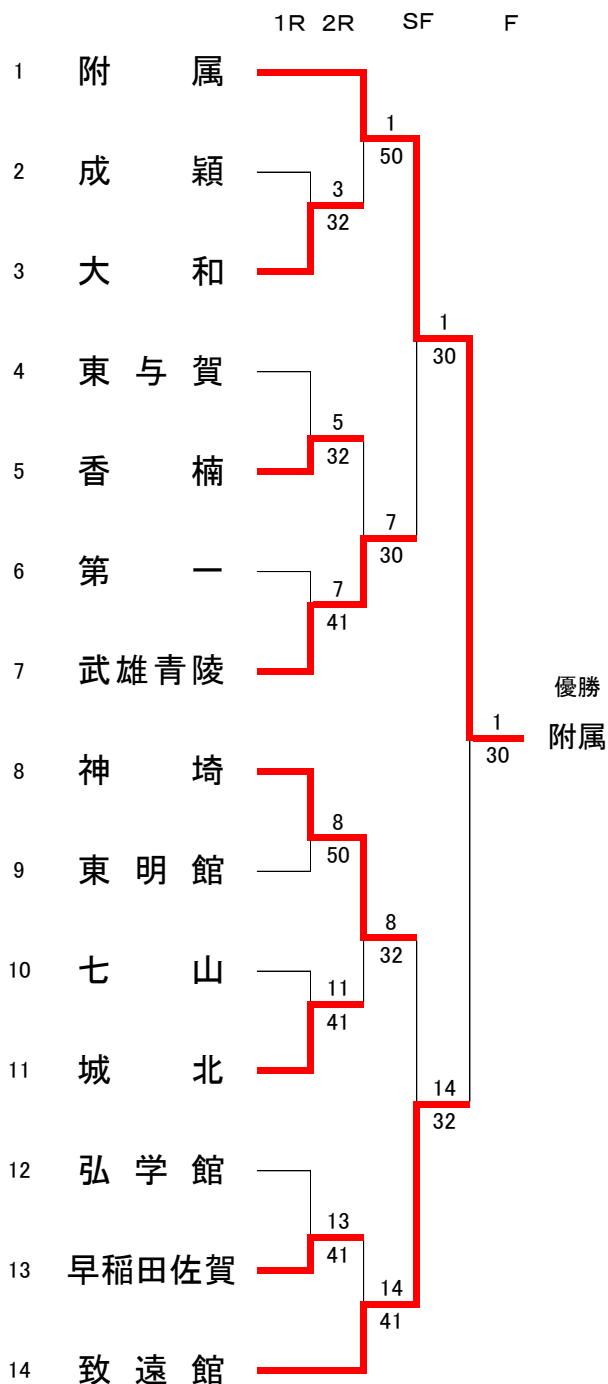 1R 2R SF F
1 附属
1
50
2 成穎
3
32
3 大和
1
30
4 東与賀
5
32
5 香楠
7
30
6 第一
7
41
7 武雄青陵
優勝
1
30
附属
8 神埼
8
50
9 東明館
8
32
10 七山
11
41
11 城北
14
32
12 弘学館
13
41
13 早稲田佐賀
14
41
14 致遠館